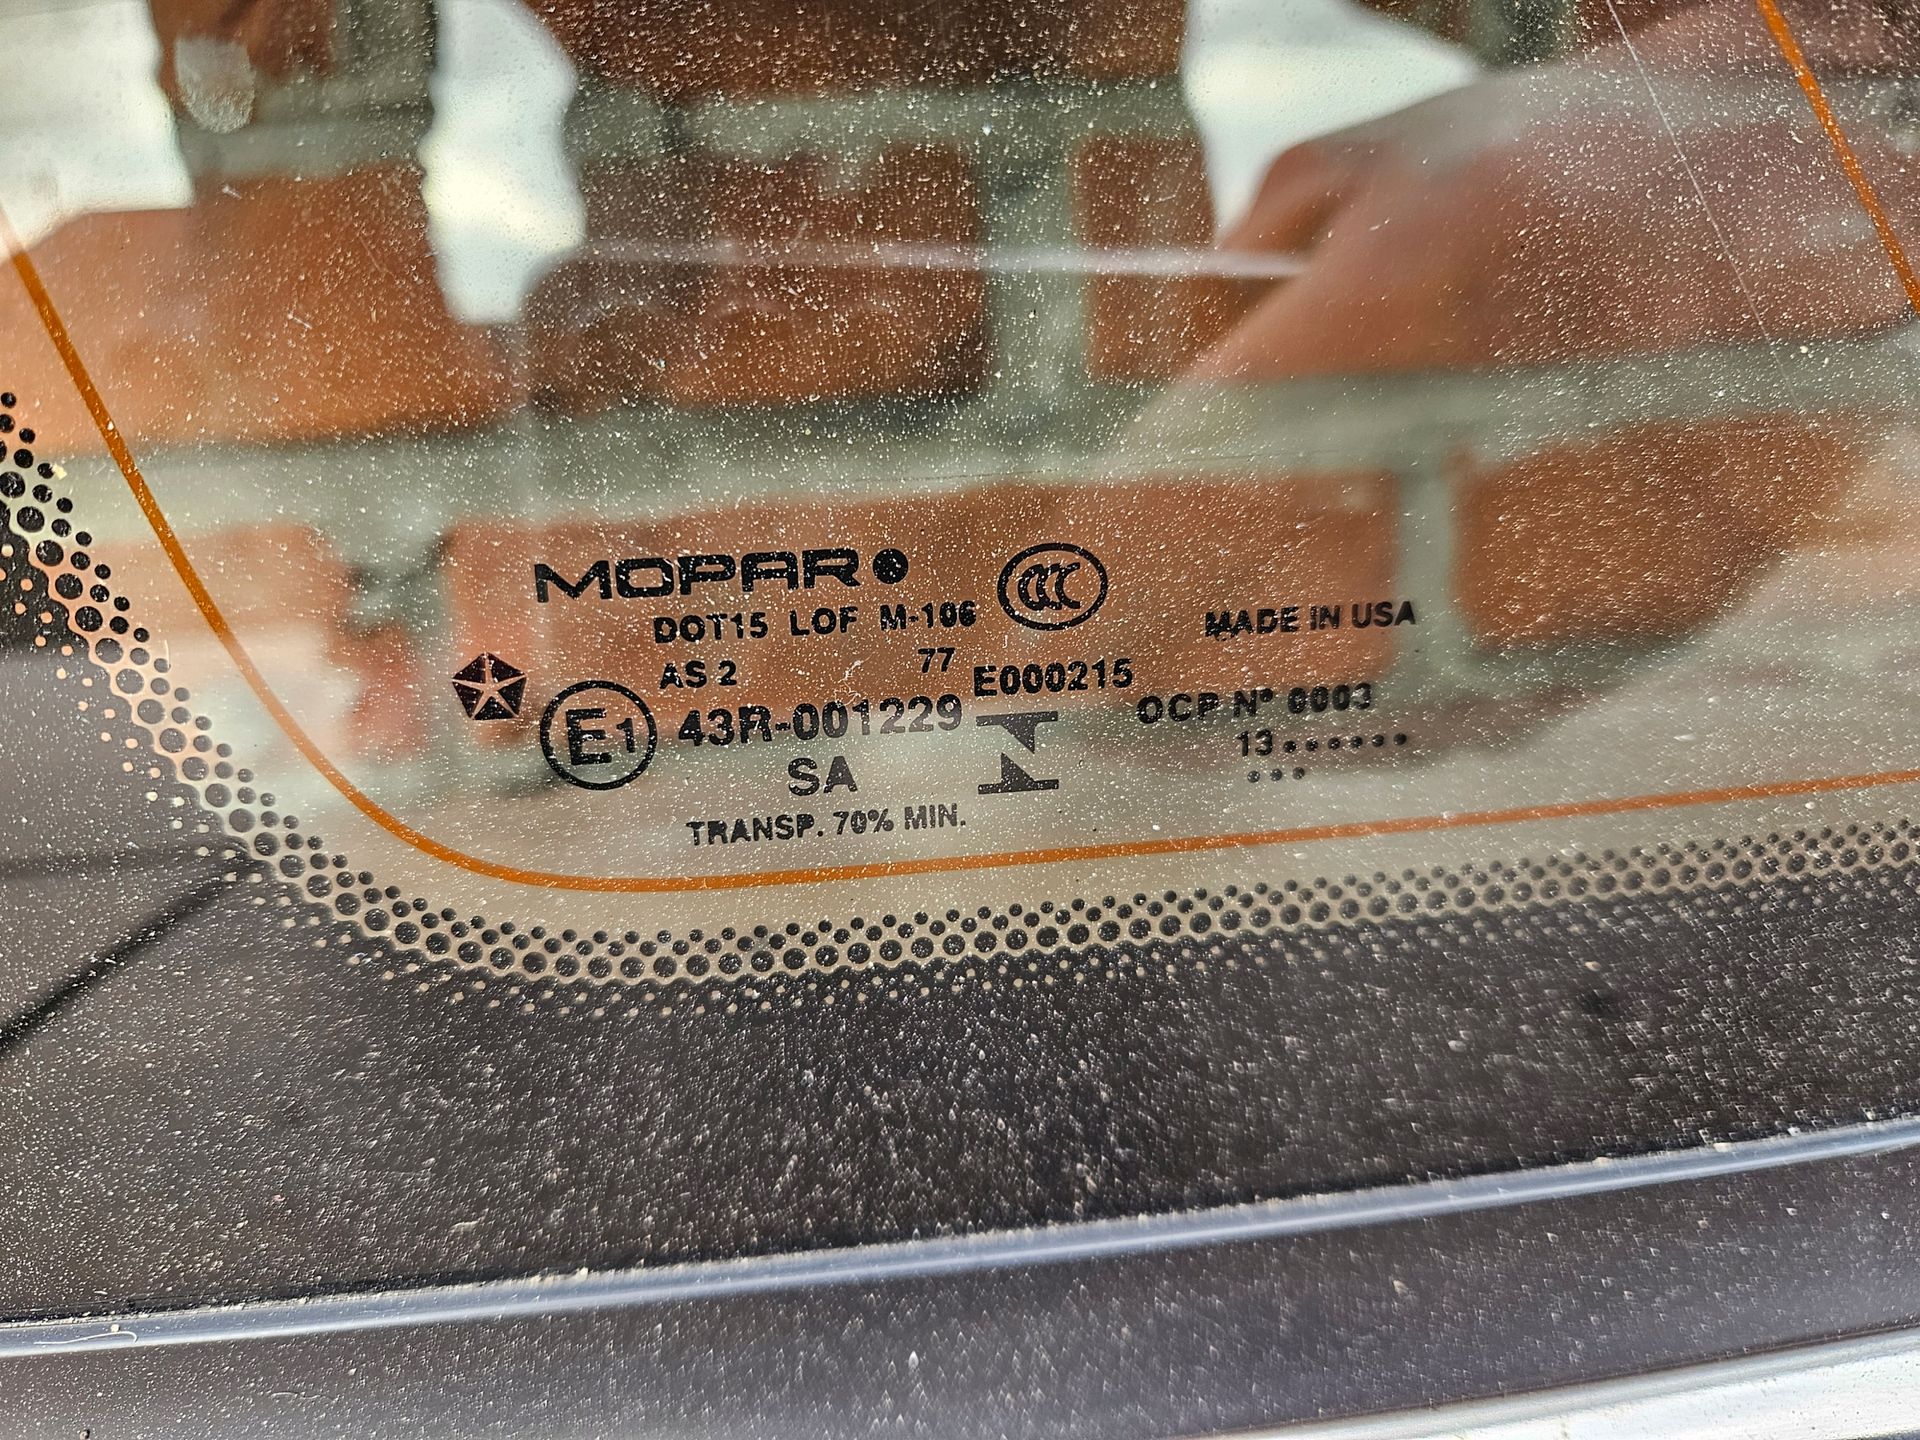 MOPAR
CCC
DOT15 LOF M-106
MADE IN USA
AS 2
77
E000215
E1
43R-001229
OCP Nº 0003
13
SA
TRANSP. 70% MIN.